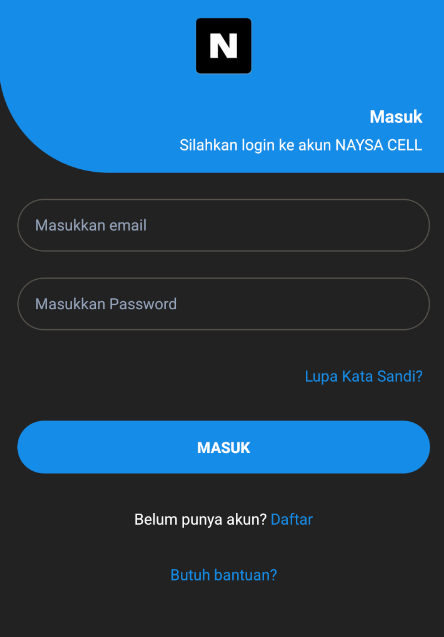 N
Masuk
Silahkan login ke akun NAYSA CELL
Masukkan email
Masukkan Password
Lupa Kata Sandi?
MASUK
Belum punya akun? Daftar
Butuh bantuan?